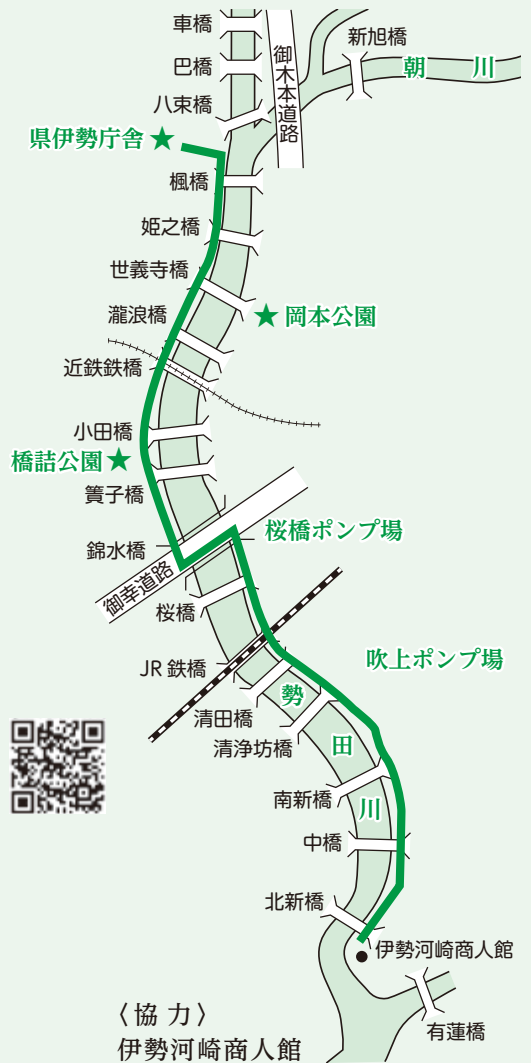 車橋
新旭橋
巴橋
御木本道路
朝川
八束橋
県伊勢庁舎★
楓橋
姫之橋
世義寺橋
★岡本公園
瀧浪橋
近鉄鉄橋
小田橋
橋詰公園★
簀子橋
桜橋ポンプ場
錦水橋
御幸道路
桜橋
吹上ポンプ場
JR 鉄橋
勢田川
清田橋
清浄坊橋
南新橋
中橋
北新橋
伊勢河崎商人館
有蓮橋
〈協力〉
伊勢河崎商人館